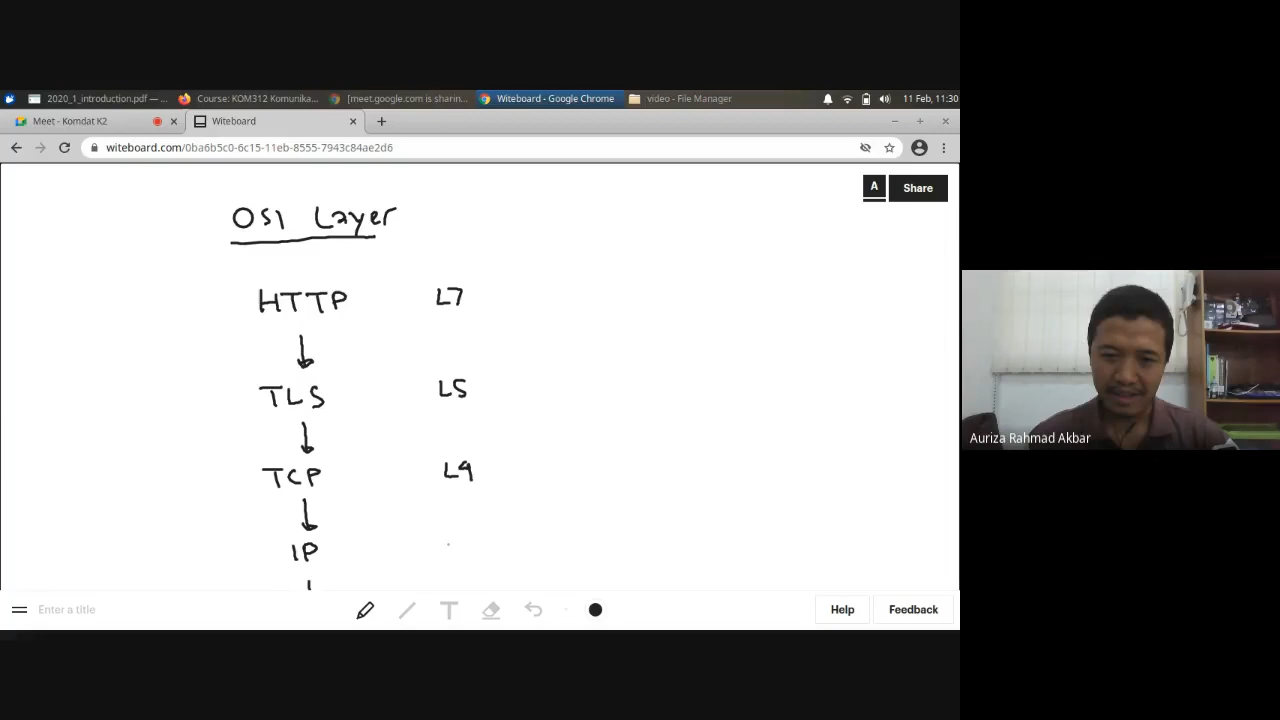 2020_1_introduction.pdf — ...
Course: KOM312 Komunika...
[meet.google.com is sharin...
Witeboard - Google Chrome
video - File Manager
11 Feb, 11:30
Meet - Komdat K2
Witeboard
witeboard.com/0ba6b5c0-6c15-11eb-8555-7943c84ae2d6
A
Share
OSI Layer
HTTP L7
TLS L5
TCP L4
IP
Auriza Rahmad Akbar
Enter a title
T
Help
Feedback